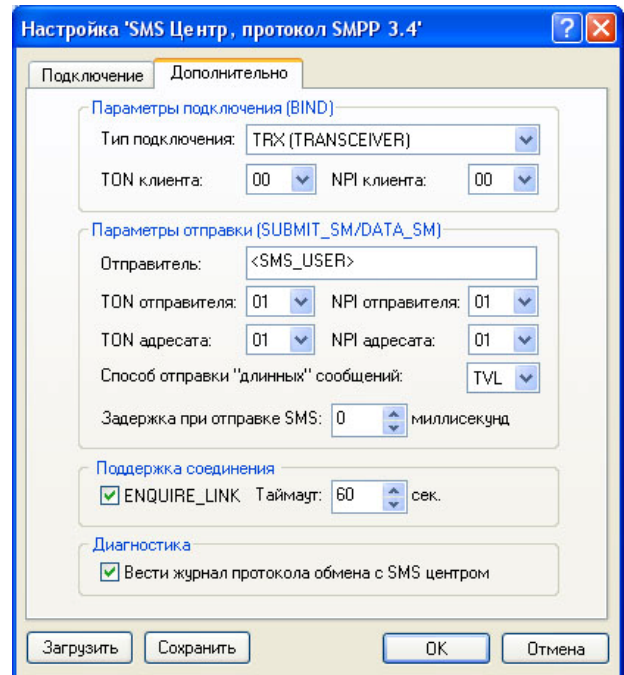 Настройка 'SMS Центр, протокол SMPP 3.4'
Подключение Дополнительно
Параметры подключения (BIND)
Тип подключения: TRX (TRANSCEIVER)
TON клиента: 00 NPI клиента: 00
Параметры отправки (SUBMIT_SM/DATA_SM)
Отправитель: <SMS_USER>
TON отправителя: 01 NPI отправителя: 01
TON адресата: 01 NPI адресата: 01
Способ отправки "длинных" сообщений: TVL
Задержка при отправке SMS: 0 миллисекунд
Поддержка соединения
ENQUIRE_LINK Таймаут: 60 сек.
Диагностика
Вести журнал протокола обмена с SMS центром
Загрузить Сохранить OK Отмена